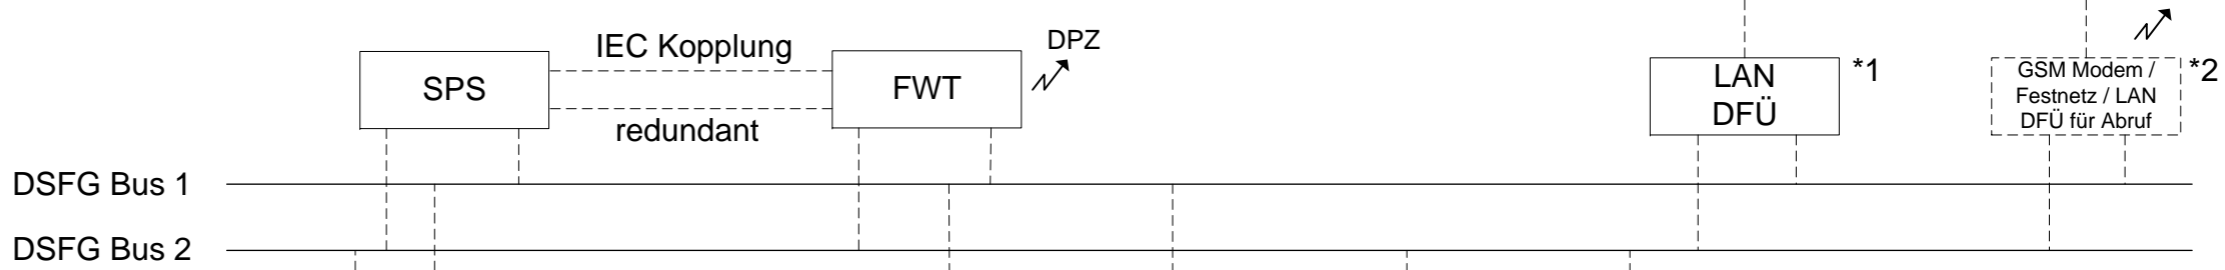 IEC Kopplung
SPS
redundant
FWT
DPZ
LAN
DFÜ
*1
GSM Modem /
Festnetz / LAN
DFÜ für Abruf
*2
DSFG Bus 1
DSFG Bus 2